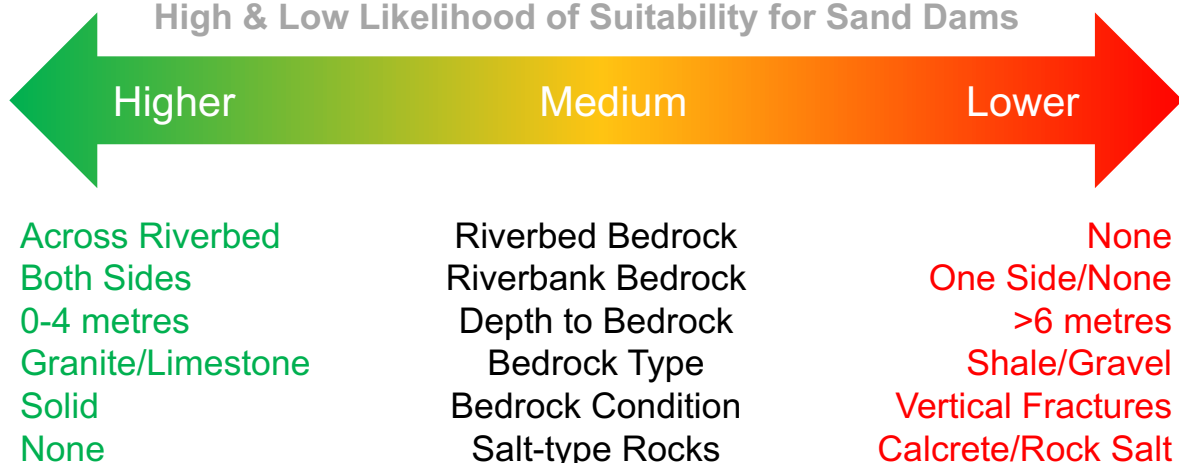 High & Low Likelihood of Suitability for Sand Dams
Higher Medium Lower
Across Riverbed Riverbed Bedrock None
Both Sides Riverbank Bedrock One Side/None
0-4 metres Depth to Bedrock >6 metres
Granite/Limestone Bedrock Type Shale/Gravel
Solid Bedrock Condition Vertical Fractures
None Salt-type Rocks Calcrete/Rock Salt